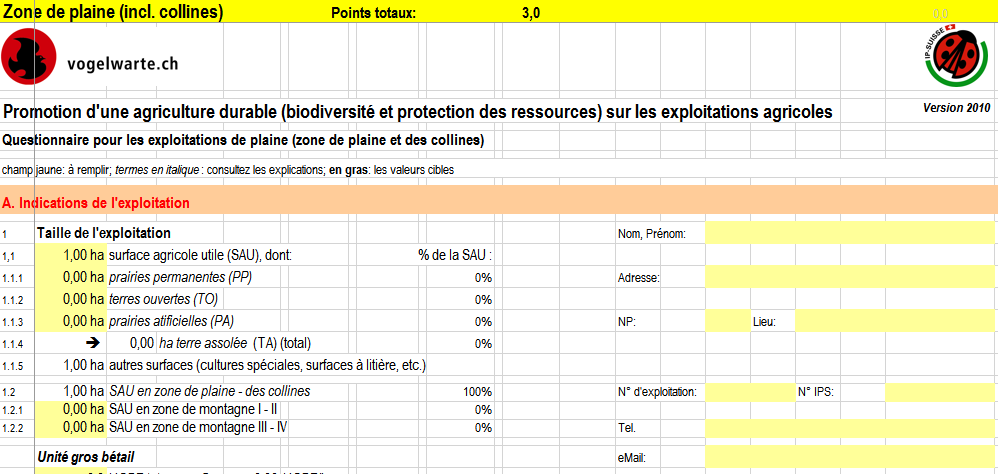 Zone de plaine (incl. collines) Points totaux: 3,0 0,0
vogelwarte.ch
IP-SUISSE
Promotion d'une agriculture durable (biodiversité et protection des ressources) sur les exploitations agricoles Version 2010
Questionnaire pour les exploitations de plaine (zone de plaine et des collines)
champ jaune: à remplir; termes en italique : consultez les explications; en gras: les valeurs cibles
A. Indications de l'exploitation
1 Taille de l'exploitation Nom, Prénom:
1,1 1,00 ha surface agricole utile (SAU), dont: % de la SAU :
1.1.1 0,00 ha prairies permanentes (PP) 0% Adresse:
1.1.2 0,00 ha terres ouvertes (TO) 0%
1.1.3 0,00 ha prairies atificielles (PA) 0% NP: Lieu:
1.1.4 ➔ 0,00 ha terre assolée (TA) (total) 0%
1.1.5 1,00 ha autres surfaces (cultures spéciales, surfaces à litière, etc.)
1.2 1,00 ha SAU en zone de plaine - des collines 100% N° d'exploitation: N° IPS:
1.2.1 0,00 ha SAU en zone de montagne I - II 0%
1.2.2 0,00 ha SAU en zone de montagne III - IV 0% Tel.
Unité gros bétail eMail: